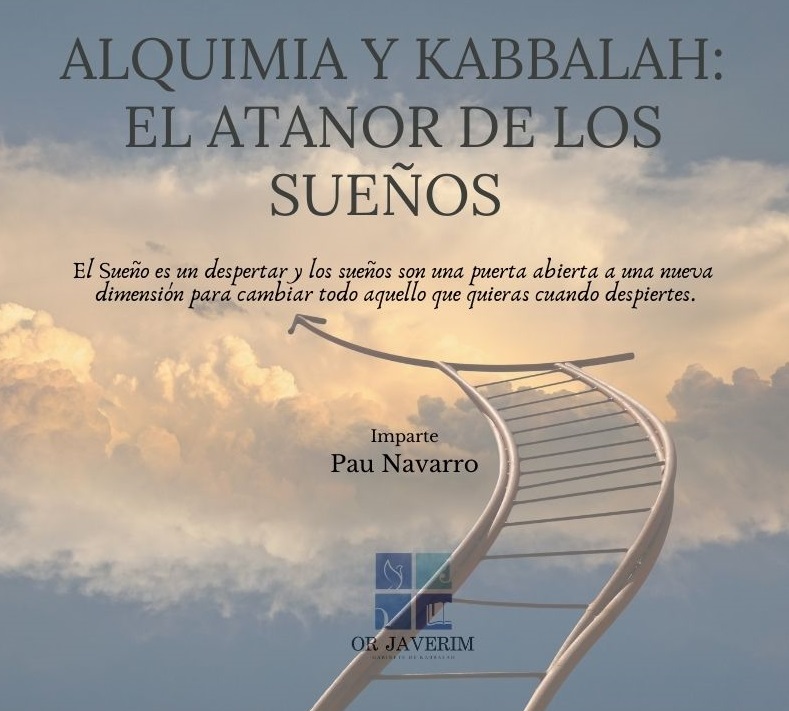 ALQUIMIA Y KABBALAH:
EL ATANOR DE LOS
SUEÑOS
El Sueño es un despertar y los sueños son una puerta abierta a una nueva
dimensión para cambiar todo aquello que quieras cuando despiertes.
Imparte
Pau Navarro
OR JAVERIM